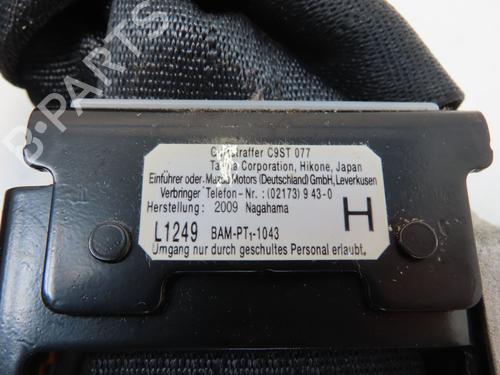 B-PARTS
Gurtstraffer C9ST 077
Takata Corporation, Hikone, Japan
Einführer oder Mazda Motors (Deutschland) GmbH, Leverkusen
Verbringer Telefon-Nr.: (02173) 9 43-0
Herstellung: 2009 Nagahama
H
L1249 BAM-PT1-1043
Umgang nur durch geschultes Personal erlaubt.